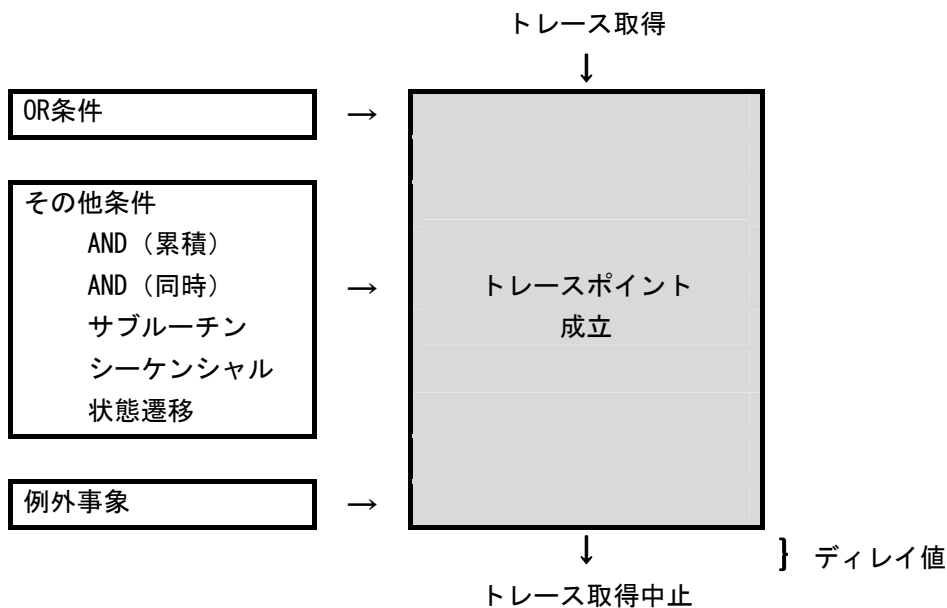 トレース取得
↓
OR条件
→
その他条件
AND（累積）
AND（同時）
サブルーチン
シーケンシャル
状態遷移
→
トレースポイント
成立
例外事象
→
↓
} ディレイ値
トレース取得中止